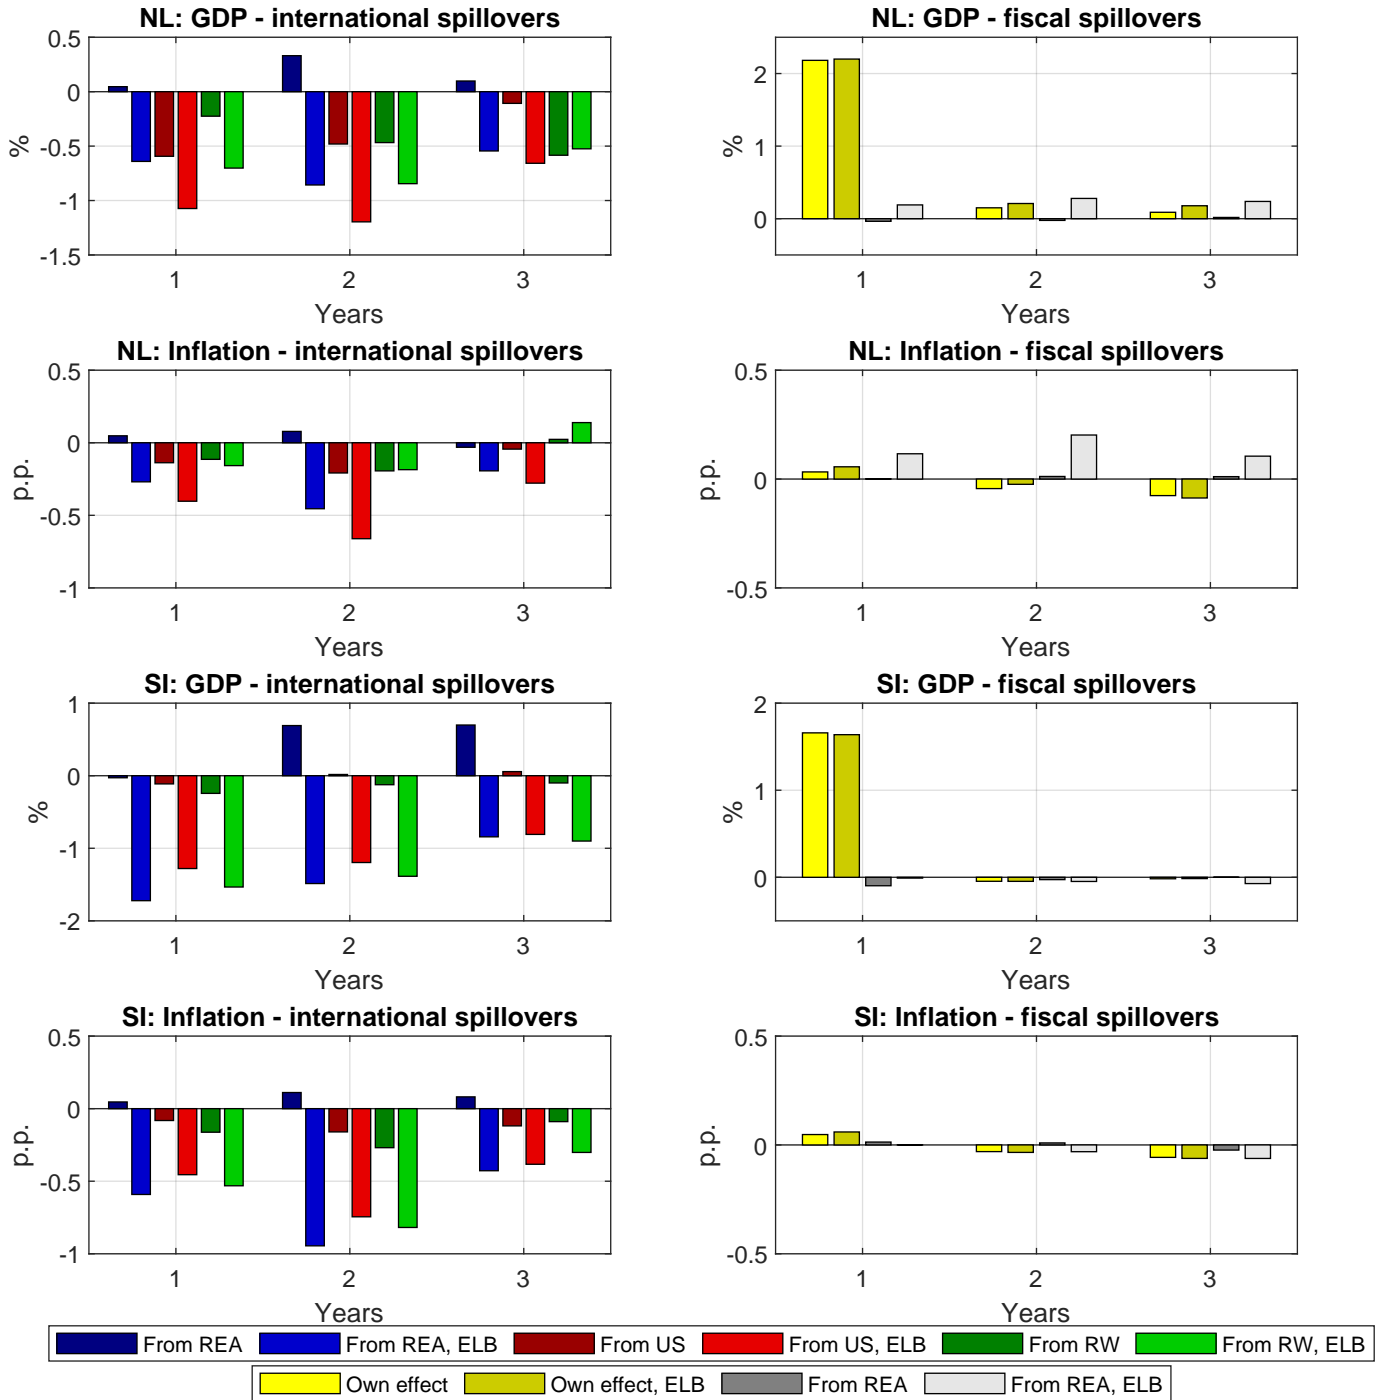 NL: GDP - international spillovers
0.5
0
-0.5
-1
-1.5
%
1 2 3
Years
NL: GDP - fiscal spillovers
2
1
0
%
1 2 3
Years
NL: Inflation - international spillovers
0.5
0
-0.5
-1
p.p.
1 2 3
Years
NL: Inflation - fiscal spillovers
0.5
0
-0.5
p.p.
1 2 3
Years
SI: GDP - international spillovers
1
0
-1
-2
%
1 2 3
Years
SI: GDP - fiscal spillovers
2
1
0
%
1 2 3
Years
SI: Inflation - international spillovers
0.5
0
-0.5
-1
p.p.
1 2 3
Years
SI: Inflation - fiscal spillovers
0.5
0
-0.5
p.p.
1 2 3
Years
From REA From REA, ELB From US From US, ELB From RW From RW, ELB
Own effect Own effect, ELB From REA From REA, ELB